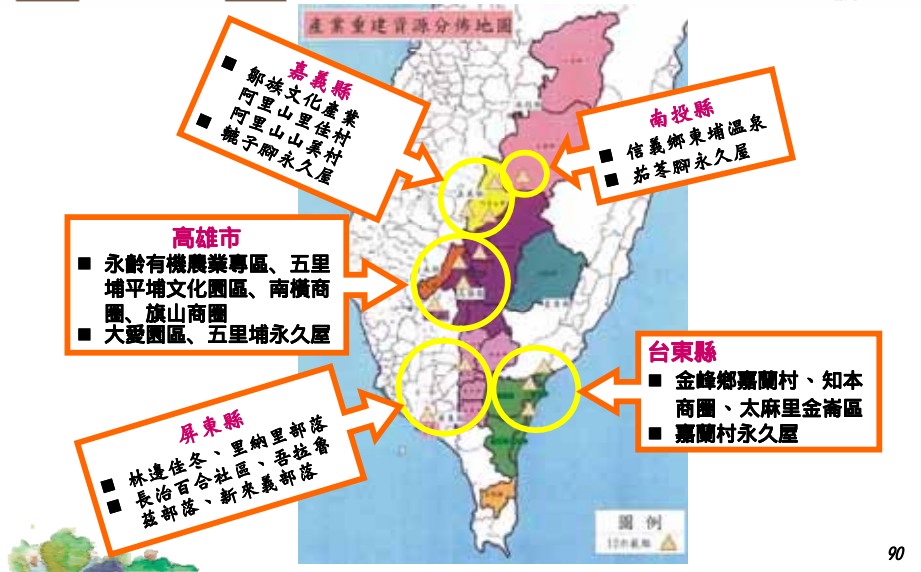 產業重建資源分佈地圖
嘉義縣
■ 鄒族文化產業
阿里山里佳村
阿里山山美村
■ 轆子腳永久屋
南投縣
■ 信義鄉東埔溫泉
■ 茄苳腳永久屋
高雄市
■ 永齡有機農業專區、五里
埔平埔文化園區、南橫商
圈、旗山商圈
■ 大愛園區、五里埔永久屋
台東縣
■ 金峰鄉嘉蘭村、知本
商圈、太麻里金崙區
■ 嘉蘭村永久屋
屏東縣
■ 林邊佳冬、里納里部落
■ 長治百合社區、吾拉魯
茲部落、新來義部落
圖例
90